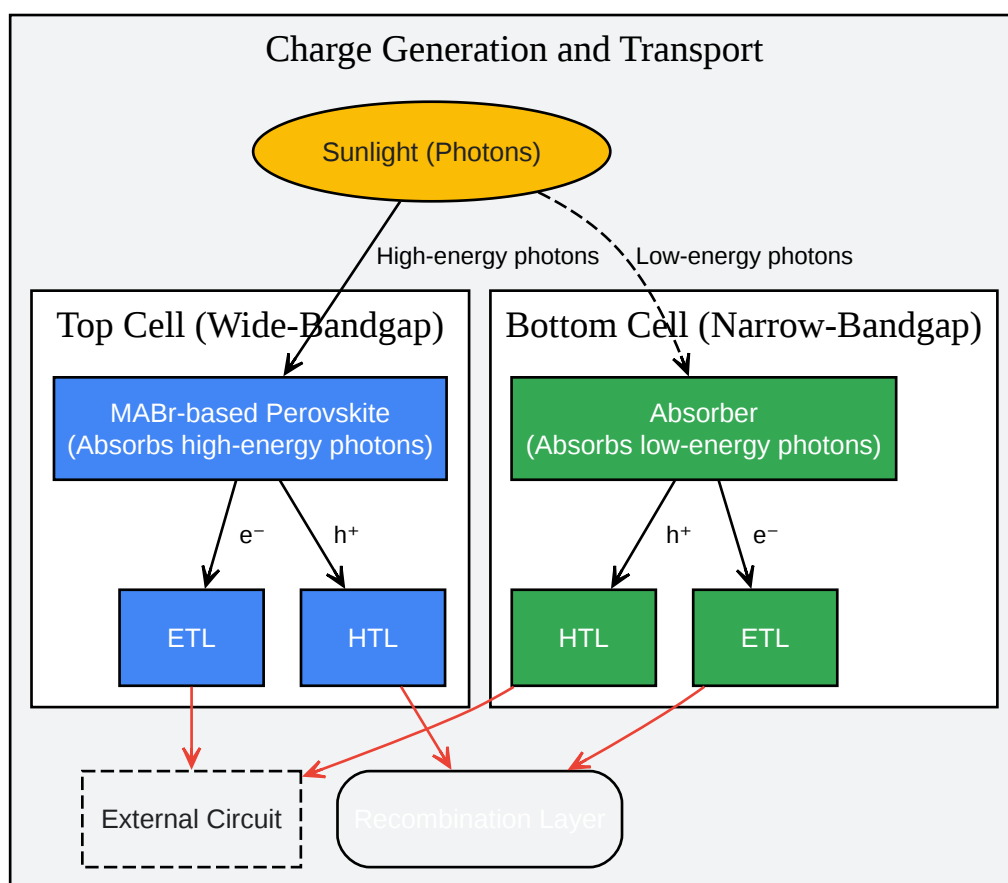 Charge Generation and Transport
Sunlight (Photons)
High-energy photons
Low-energy photons
Top Cell (Wide-Bandgap)
Bottom Cell (Narrow-Bandgap)
MABr-based Perovskite
(Absorbs high-energy photons)
Absorber
(Absorbs low-energy photons)
e⁻
h⁺
h⁺
e⁻
ETL
HTL
HTL
ETL
External Circuit
Recombination Layer